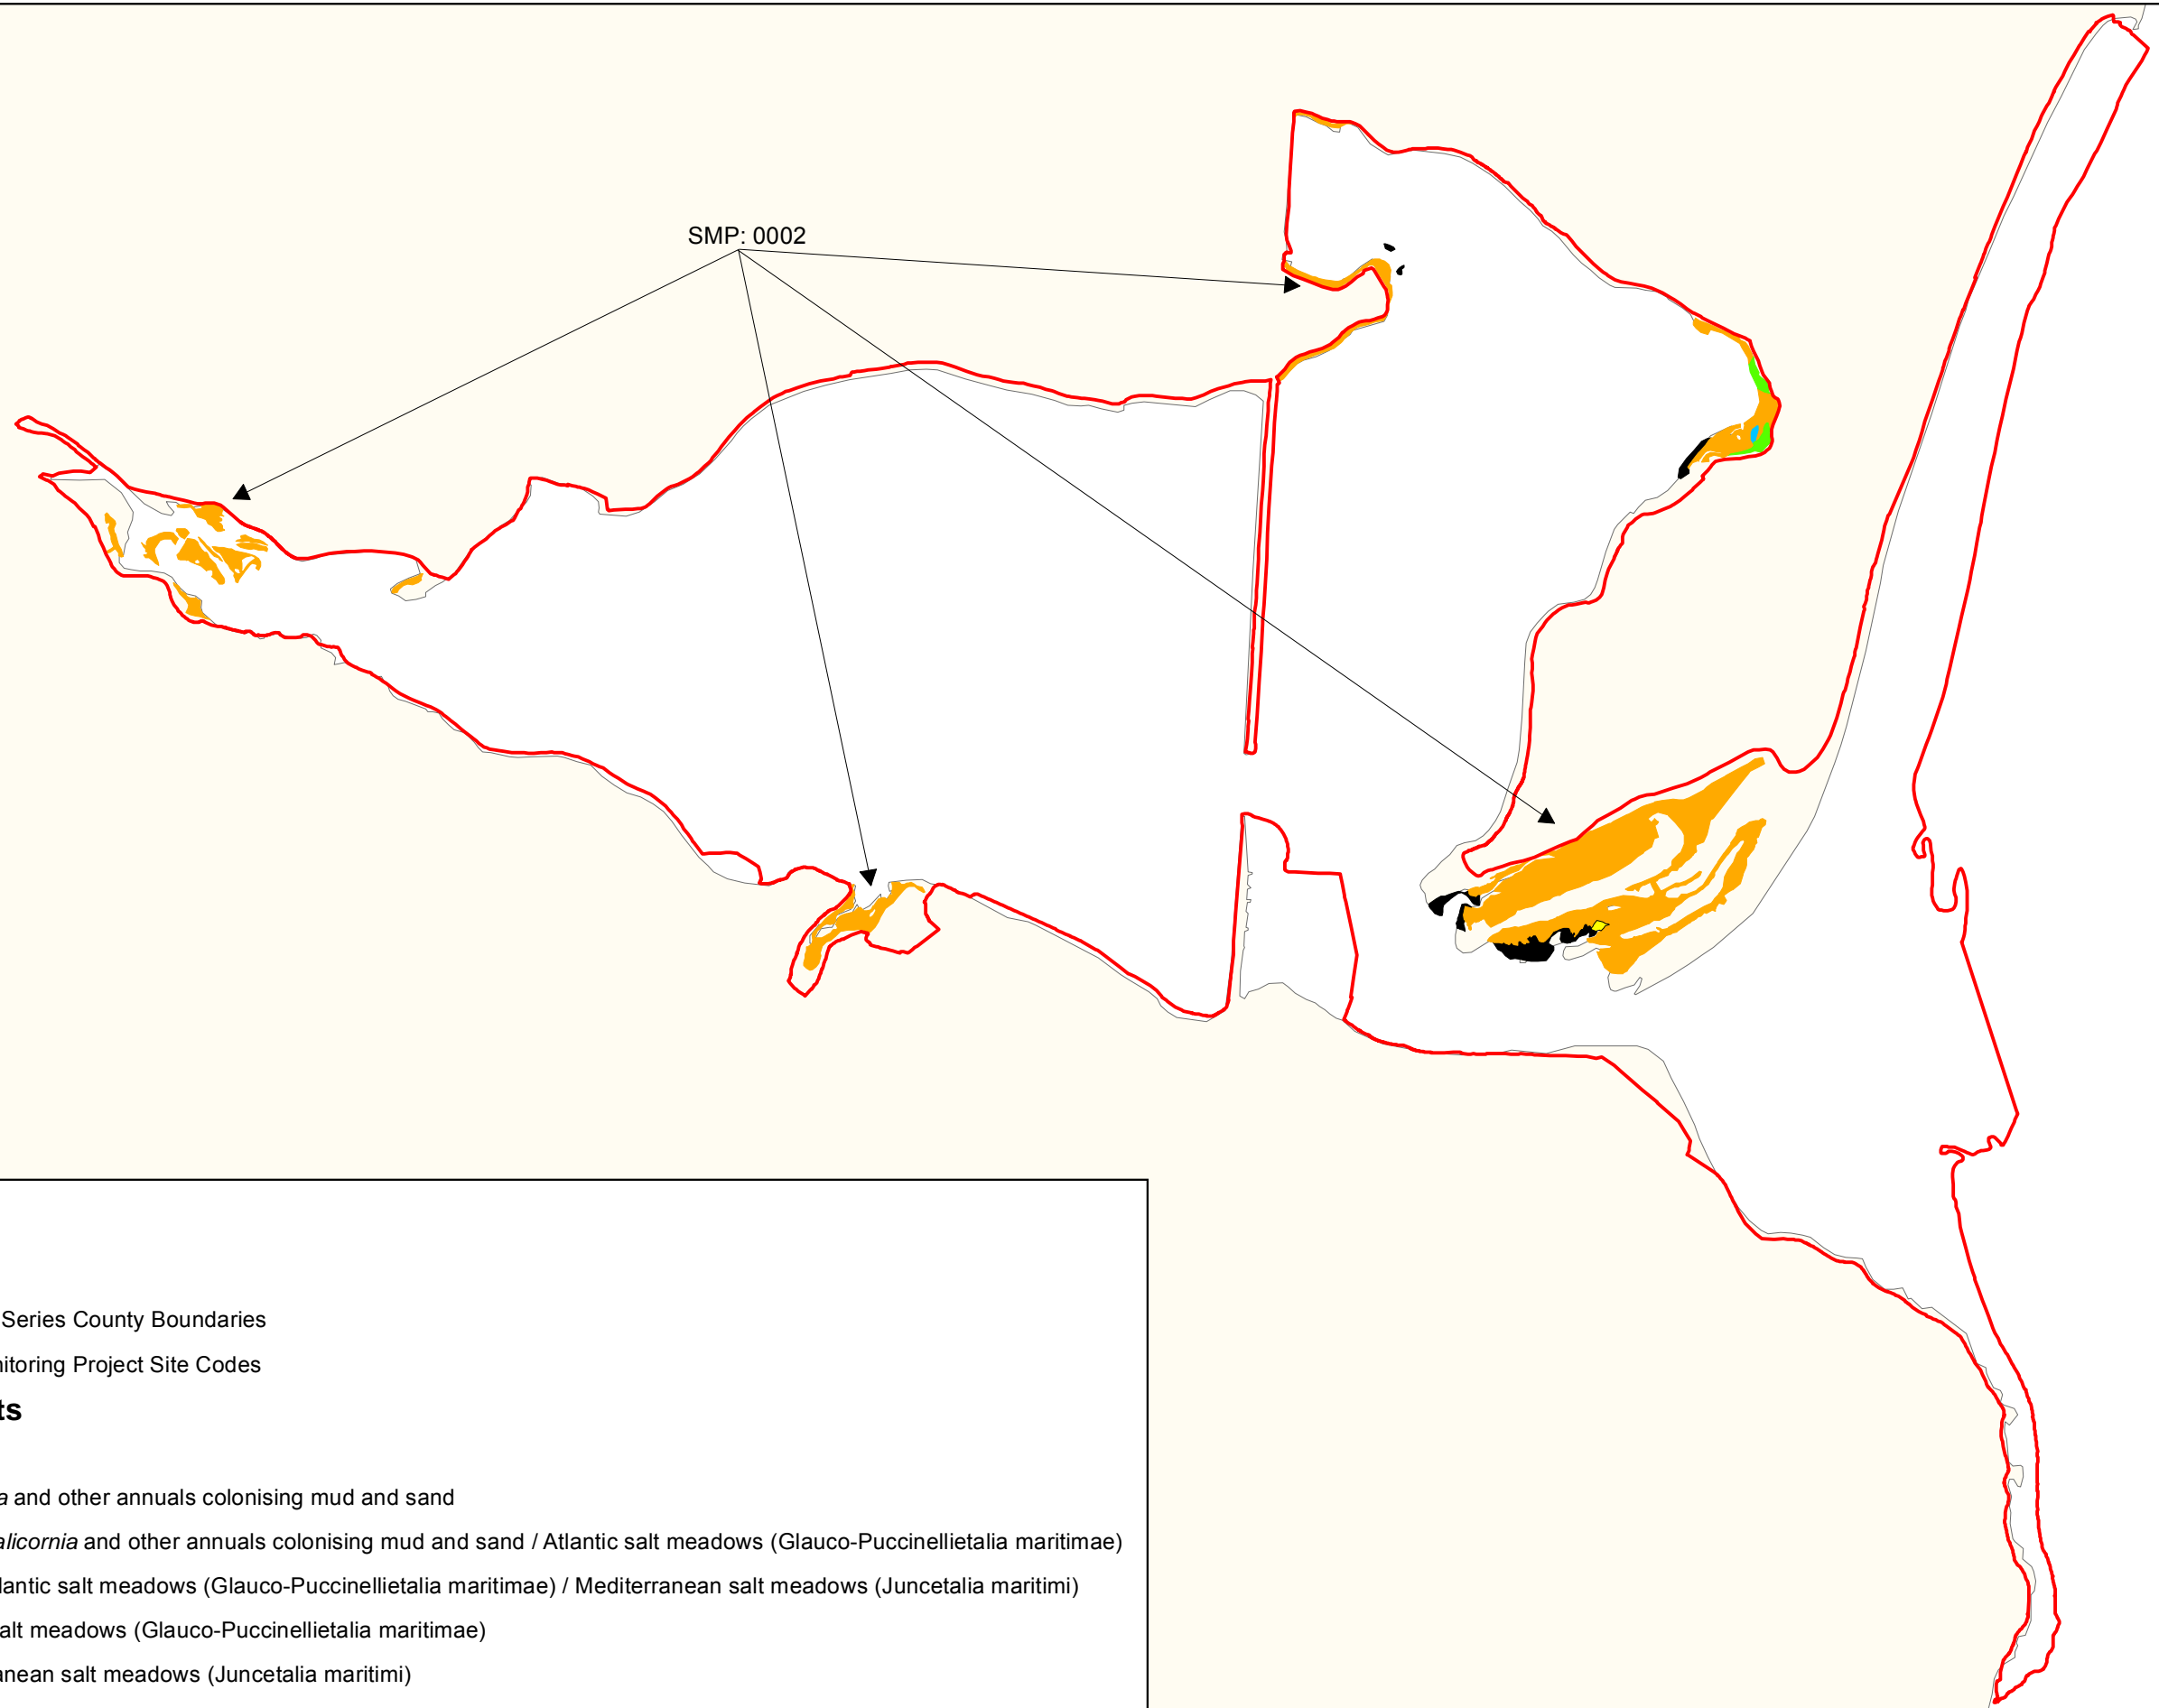 SMP: 0002
Series County Boundaries
nitoring Project Site Codes
ts
a and other annuals colonising mud and sand
alicornia and other annuals colonising mud and sand / Atlantic salt meadows (Glauco-Puccinellietalia maritimae)
lantic salt meadows (Glauco-Puccinellietalia maritimae) / Mediterranean salt meadows (Juncetalia maritimi)
alt meadows (Glauco-Puccinellietalia maritimae)
anean salt meadows (Juncetalia maritimi)